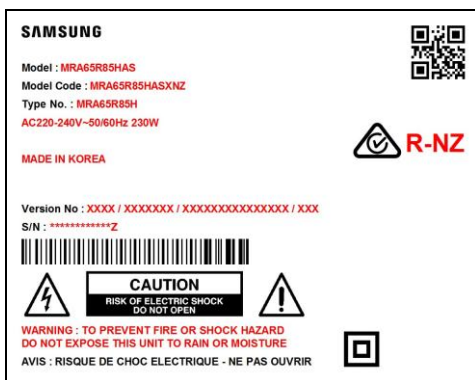 SAMSUNG
Model : MRA65R85HAS
Model Code : MRA65R85HASXNZ
Type No. : MRA65R85H
AC220-240V~50/60Hz 230W
R-NZ
MADE IN KOREA
Version No : XXXX / XXXXXXX / XXXXXXXXXXXXXXX / XXX
S/N : ************Z
CAUTION
RISK OF ELECTRIC SHOCK
DO NOT OPEN
WARNING : TO PREVENT FIRE OR SHOCK HAZARD
DO NOT EXPOSE THIS UNIT TO RAIN OR MOISTURE
AVIS : RISQUE DE CHOC ELECTRIQUE - NE PAS OUVRIR